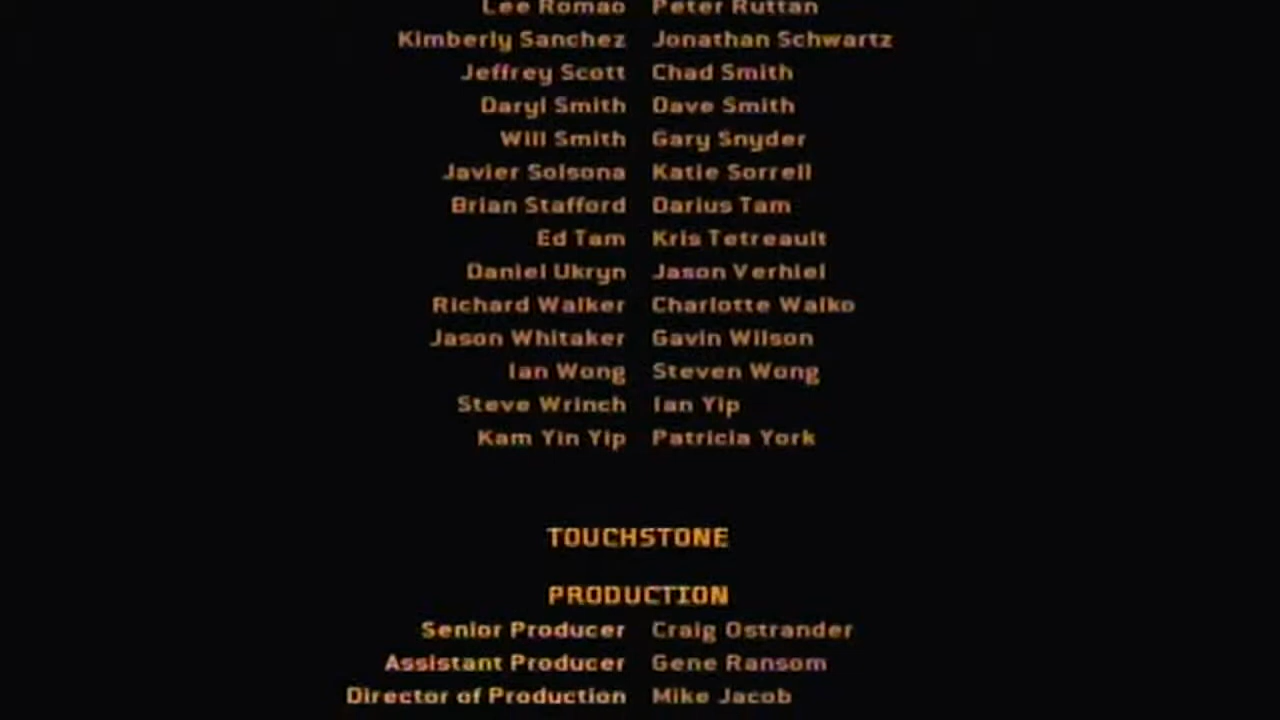 Lee Romao Peter Ruttan
Kimberly Sanchez Jonathan Schwartz
Jeffrey Scott Chad Smith
Daryl Smith Dave Smith
Will Smith Gary Snyder
Javier Solsona Katie Sorrell
Brian Stafford Darius Tam
Ed Tam Kris Tetreault
Daniel Ukryn Jason Verhiel
Richard Walker Charlotte Walko
Jason Whitaker Gavin Wilson
Ian Wong Steven Wong
Steve Wrinch Ian Yip
Kam Yin Yip Patricia York
TOUCHSTONE
PRODUCTION
Senior Producer Craig Ostrander
Assistant Producer Gene Ransom
Director of Production Mike Jacob